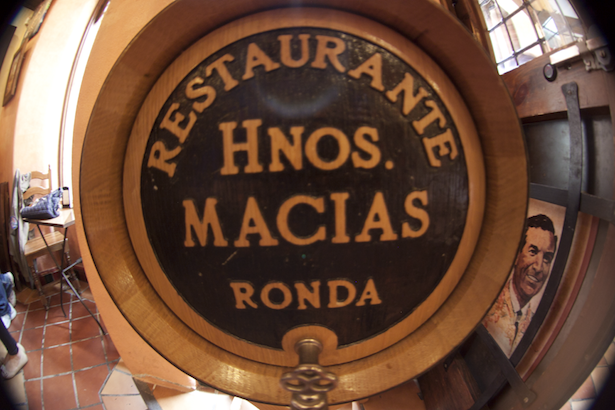 RESTAURANTE
HNOS.
MACIAS
RONDA